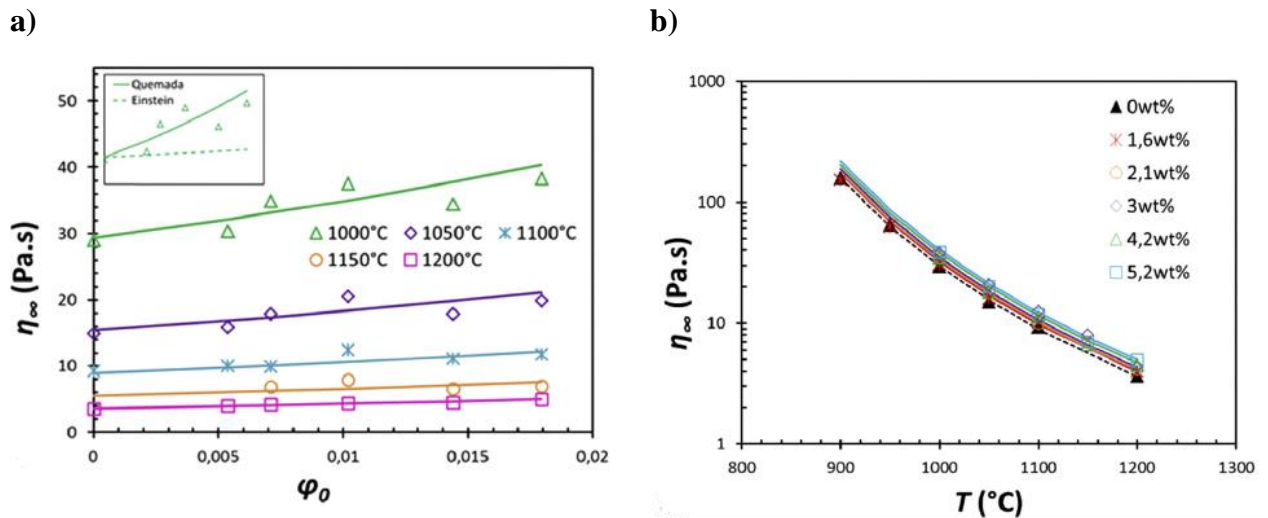 a)
b)
Quemada
Einstein
50
40
30
20
10
0
η∞ (Pa.s)
1000°C
1050°C
1100°C
1150°C
1200°C
0
0,005
0,01
0,015
0,02
φ0
1000
100
10
1
η∞ (Pa.s)
0wt%
1,6wt%
2,1wt%
3wt%
4,2wt%
5,2wt%
800
900
1000
1100
1200
1300
T (°C)